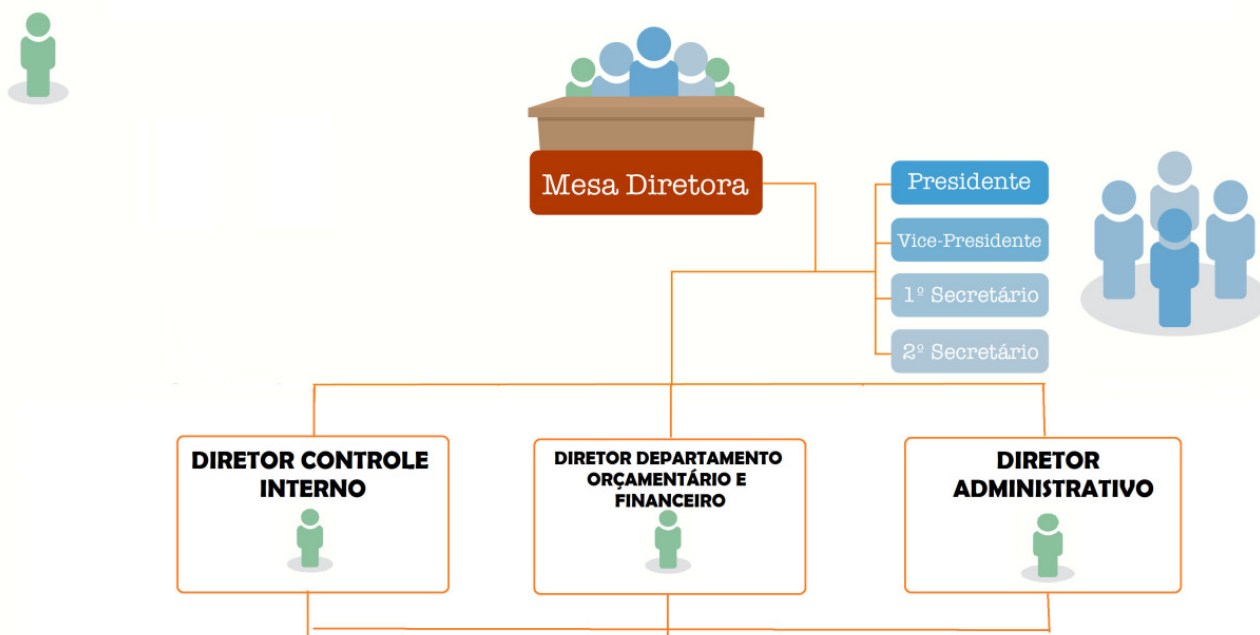 Mesa Diretora
Presidente
Vice-Presidente
1º Secretário
2º Secretário
DIRETOR CONTROLE
INTERNO
DIRETOR DEPARTAMENTO
ORÇAMENTÁRIO E
FINANCEIRO
DIRETOR
ADMINISTRATIVO